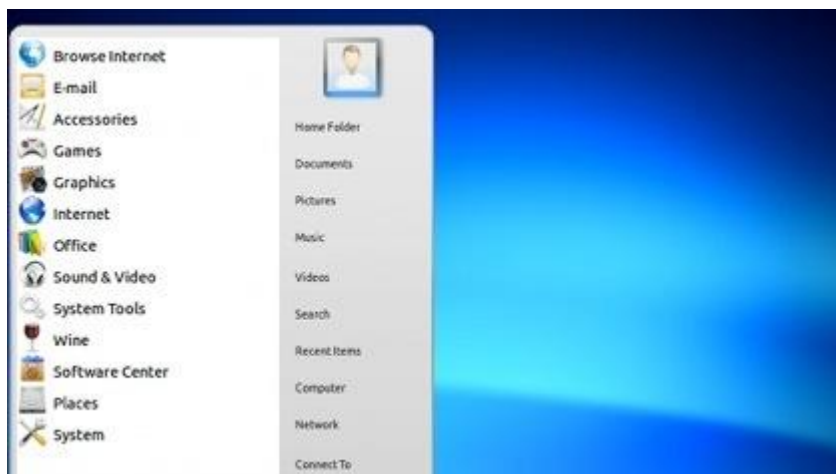 Browse Internet
E-mail
Accessories
Games
Graphics
Internet
Office
Sound & Video
System Tools
Wine
Software Center
Places
System
Home Folder
Documents
Pictures
Music
Videos
Search
Recent Items
Computer
Network
Connect To